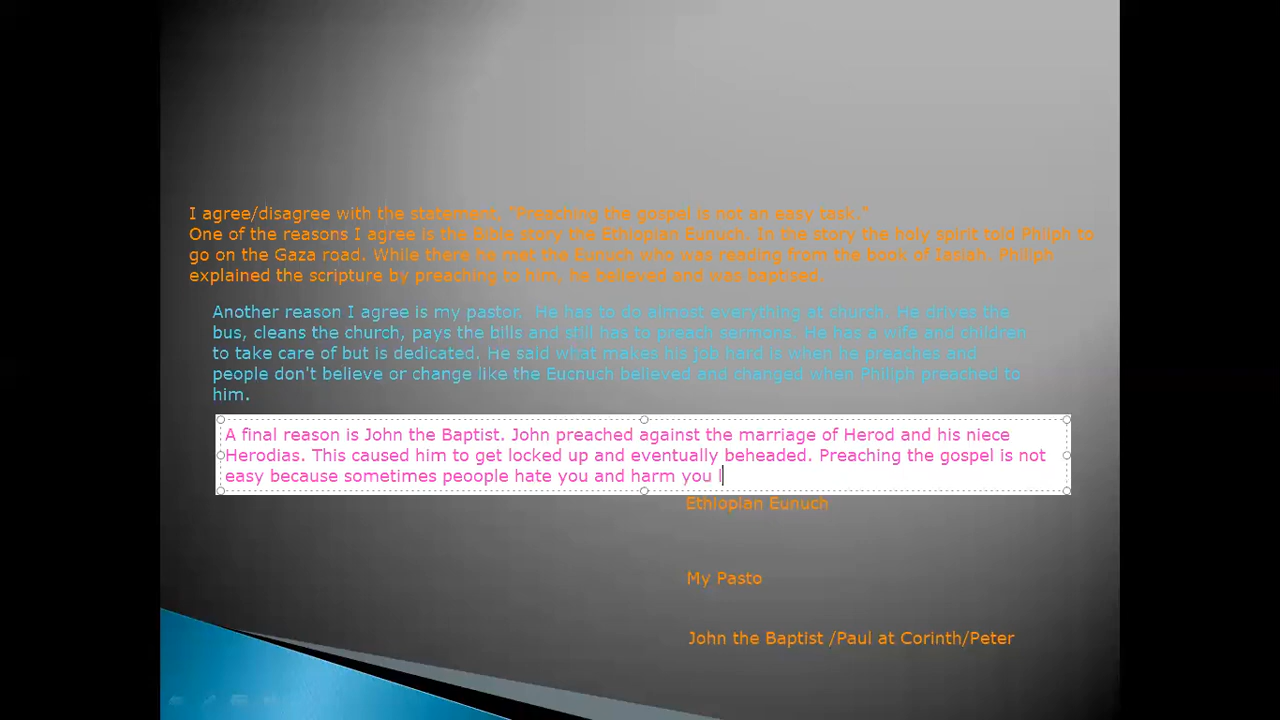 I agree/disagree with the statement, "Preaching the gospel is not an easy task."
One of the reasons I agree is the Bible story the Ethiopian Eunuch. In the story the holy spirit told Philiph to
go on the Gaza road. While there he met the Eunuch who was reading from the book of Iasiah. Philiph
explained the scripture by preaching to him, he believed and was baptised.
Another reason I agree is my pastor. He has to do almost everything at church. He drives the
bus, cleans the church, pays the bills and still has to preach sermons. He has a wife and children
to take care of but is dedicated. He said what makes his job hard is when he preaches and
people don't believe or change like the Eucnuch believed and changed when Philiph preached to
him.
A final reason is John the Baptist. John preached against the marriage of Herod and his niece
Herodias. This caused him to get locked up and eventually beheaded. Preaching the gospel is not
easy because sometimes peoople hate you and harm you l
Ethiopian Eunuch
My Pasto
John the Baptist /Paul at Corinth/Peter